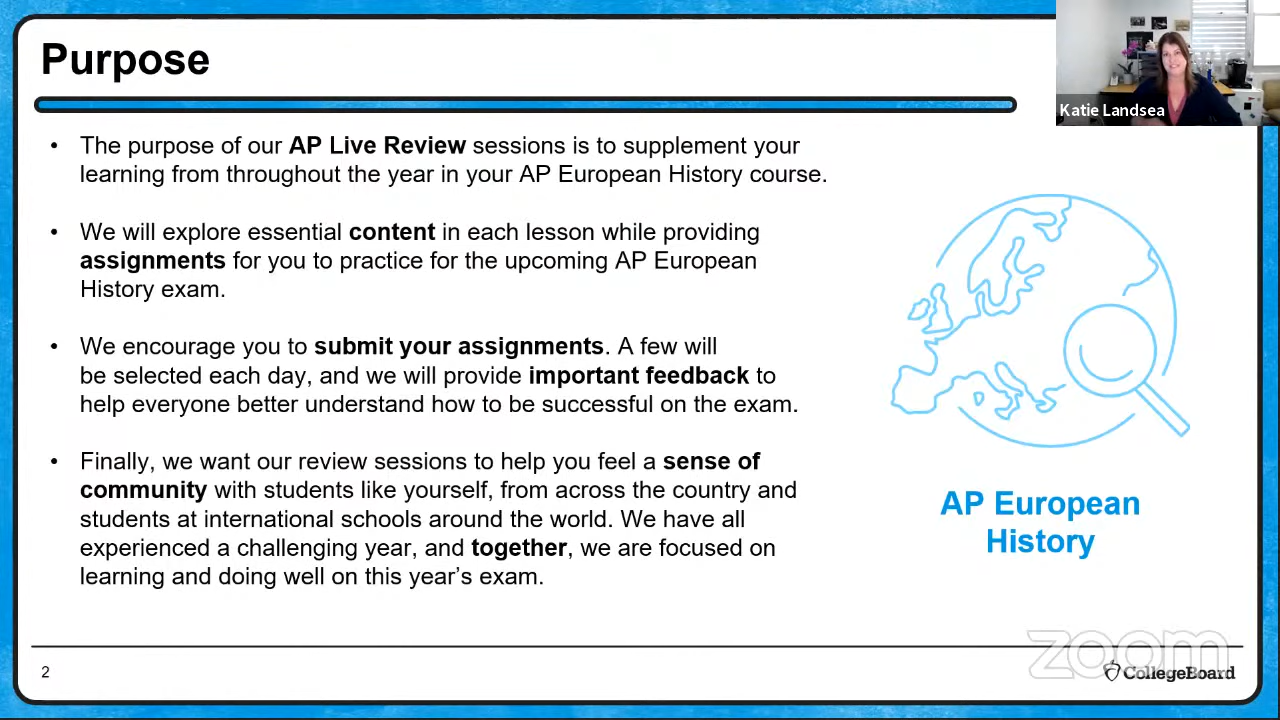 Purpose
Katie Landsea
• The purpose of our AP Live Review sessions is to supplement your
learning from throughout the year in your AP European History course.
• We will explore essential content in each lesson while providing
assignments for you to practice for the upcoming AP European
History exam.
• We encourage you to submit your assignments. A few will
be selected each day, and we will provide important feedback to
help everyone better understand how to be successful on the exam.
• Finally, we want our review sessions to help you feel a sense of
community with students like yourself, from across the country and
students at international schools around the world. We have all
experienced a challenging year, and together, we are focused on
learning and doing well on this year’s exam.
AP European
History
2
zoom
CollegeBoard